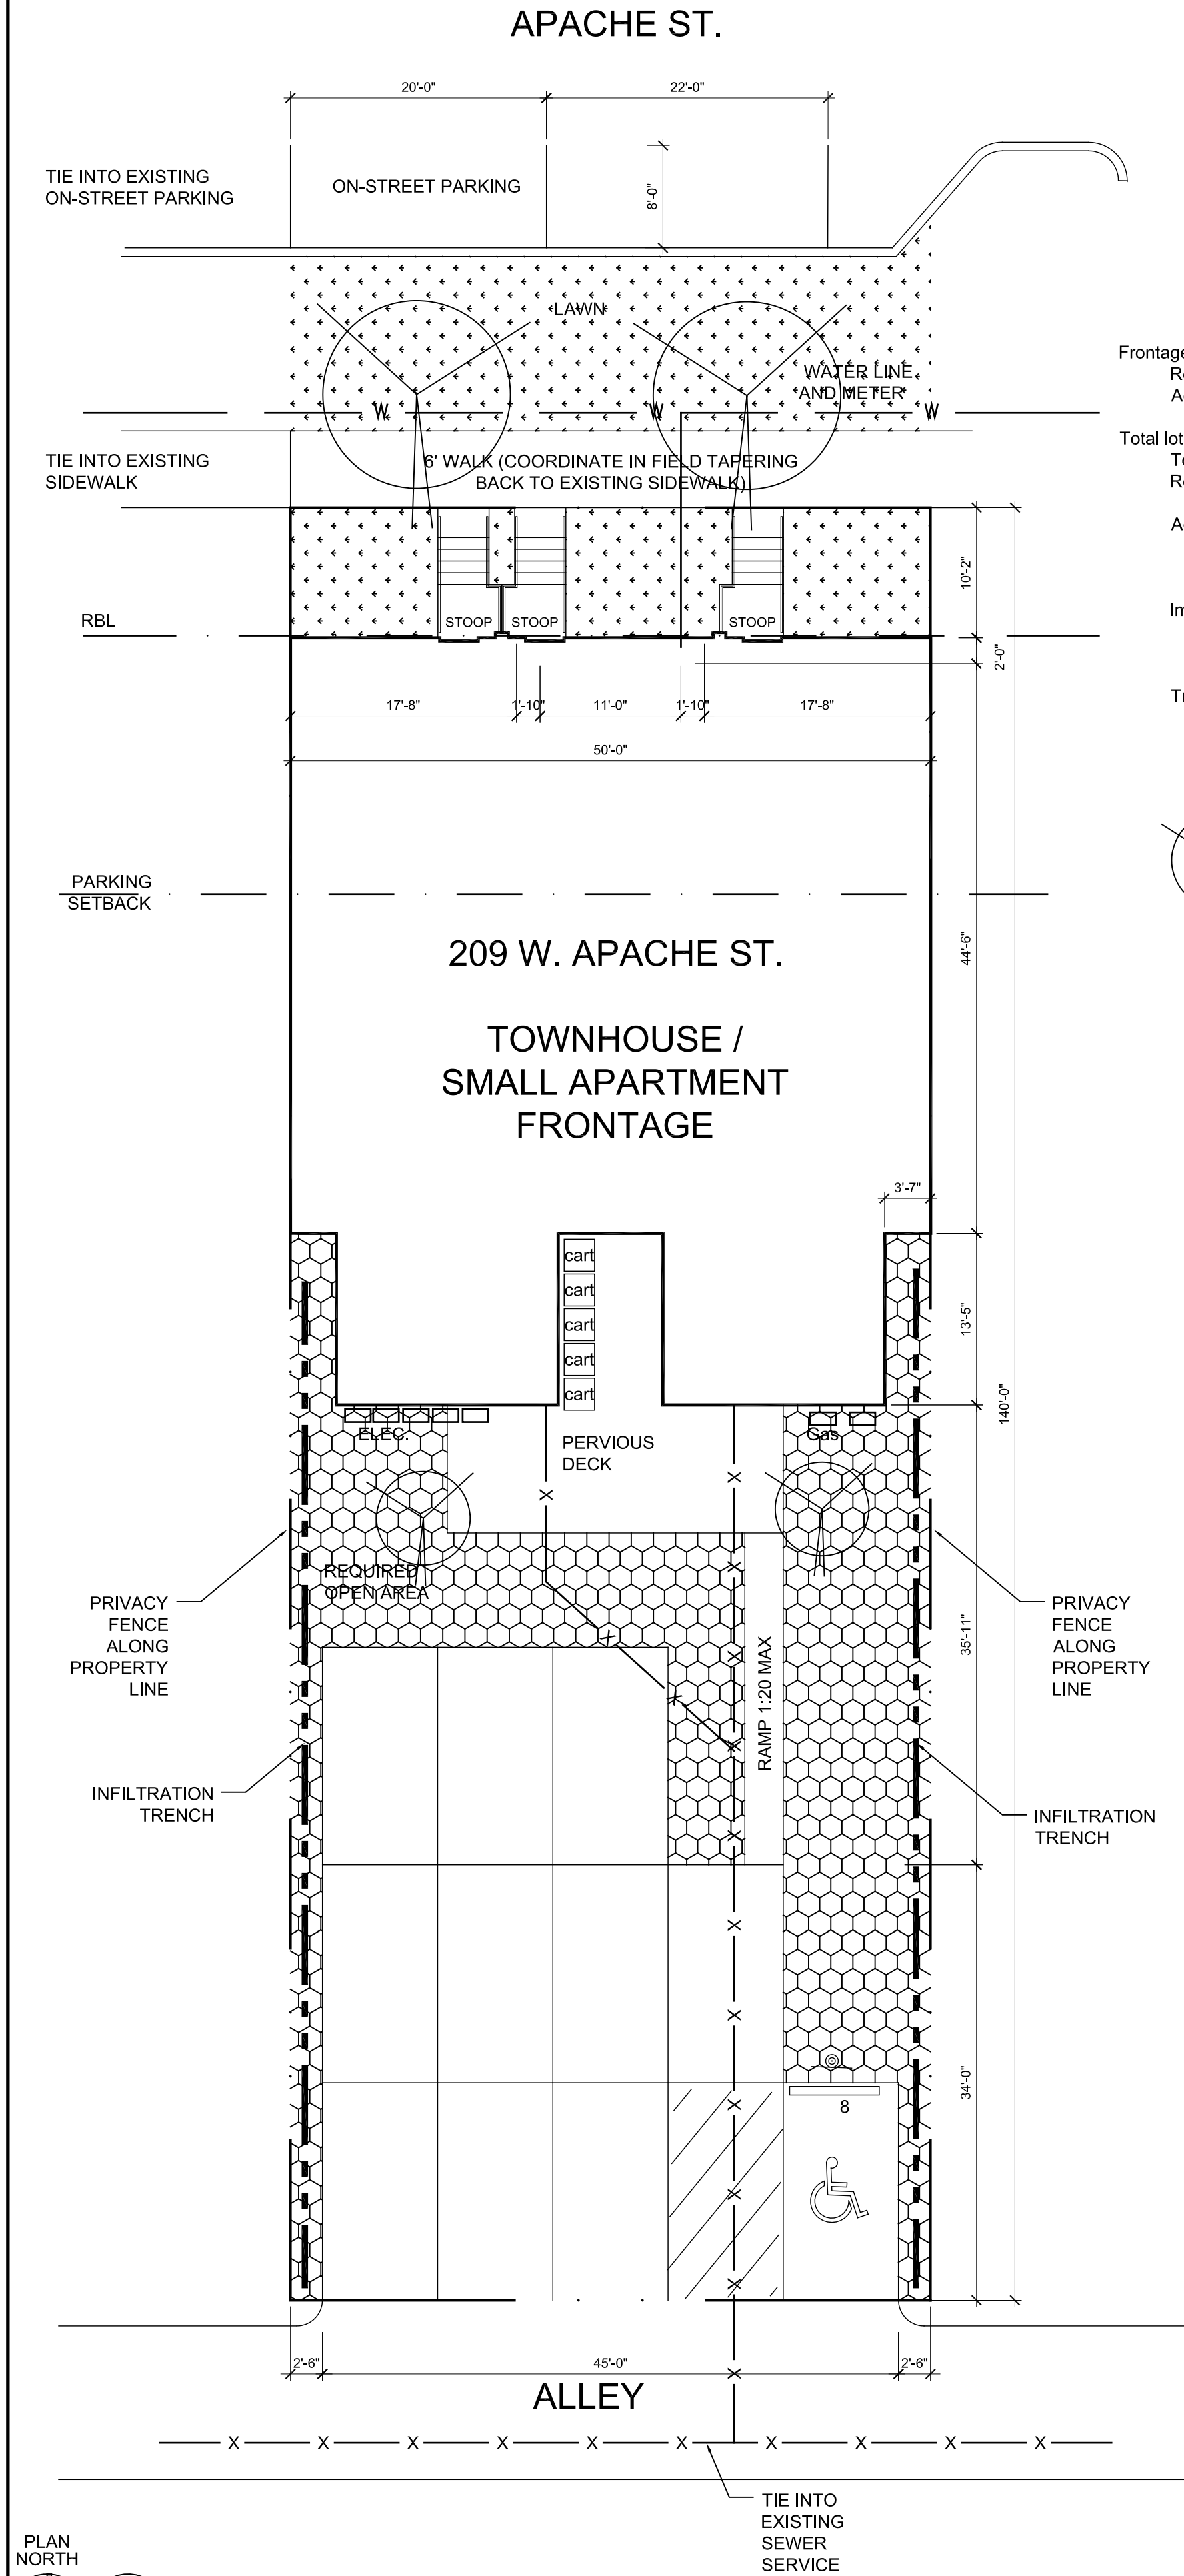 APACHE ST.
20'-0"
22'-0"
TIE INTO EXISTING
ON-STREET PARKING
ON-STREET PARKING
8'-0"
LAWN
WATER LINE
AND METER
W
W
W
TIE INTO EXISTING
SIDEWALK
6' WALK (COORDINATE IN FIELD TAPERING
BACK TO EXISTING SIDEWALK)
Frontage
Total lot
10'-2"
RBL
STOOP
STOOP
STOOP
2'-0"
17'-8"
1'-10"
11'-0"
1'-10"
17'-8"
50'-0"
PARKING
SETBACK
209 W. APACHE ST.
44'-6"
TOWNHOUSE /
SMALL APARTMENT
FRONTAGE
3'-7"
cart
cart
cart
cart
cart
13'-5"
140'-0"
ELEC.
Gas
PERVIOUS
DECK
X
X
REQUIRED
OPEN AREA
X
PRIVACY
FENCE
ALONG
PROPERTY
LINE
X
X
X
X
RAMP 1:20 MAX
35'-11"
PRIVACY
FENCE
ALONG
PROPERTY
LINE
INFILTRATION
TRENCH
X
INFILTRATION
TRENCH
X
X
X
34'-0"
8
X
X
X
2'-6"
45'-0"
2'-6"
X
ALLEY
X X X X X X X X X X
TIE INTO
EXISTING
SEWER
SERVICE
PLAN
NORTH